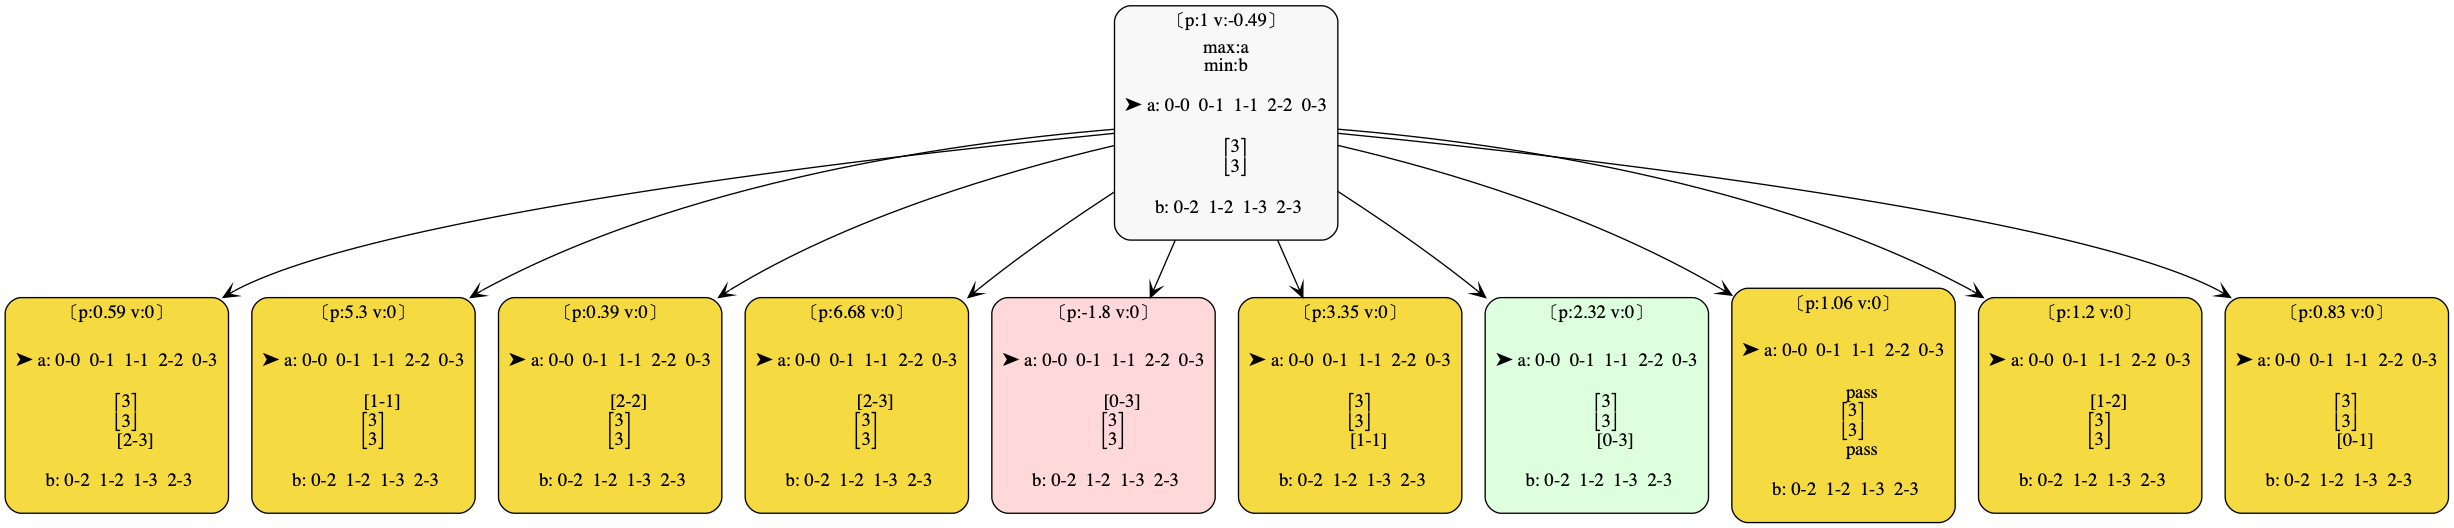 〔p:1 v:-0.49〕
max:a
min:b
➤ a: 0-0 0-1 1-1 2-2 0-3
⎡3⎤
⎣3⎦
b: 0-2 1-2 1-3 2-3
〔p:0.59 v:0〕
➤ a: 0-0 0-1 1-1 2-2 0-3
⎡3⎤
⎣3⎦
[2-3]
b: 0-2 1-2 1-3 2-3
〔p:5.3 v:0〕
➤ a: 0-0 0-1 1-1 2-2 0-3
[1-1]
⎡3⎤
⎣3⎦
b: 0-2 1-2 1-3 2-3
〔p:0.39 v:0〕
➤ a: 0-0 0-1 1-1 2-2 0-3
[2-2]
⎡3⎤
⎣3⎦
b: 0-2 1-2 1-3 2-3
〔p:6.68 v:0〕
➤ a: 0-0 0-1 1-1 2-2 0-3
[2-3]
⎡3⎤
⎣3⎦
b: 0-2 1-2 1-3 2-3
〔p:-1.8 v:0〕
➤ a: 0-0 0-1 1-1 2-2 0-3
[0-3]
⎡3⎤
⎣3⎦
b: 0-2 1-2 1-3 2-3
〔p:3.35 v:0〕
➤ a: 0-0 0-1 1-1 2-2 0-3
⎡3⎤
⎣3⎦
[1-1]
b: 0-2 1-2 1-3 2-3
〔p:2.32 v:0〕
➤ a: 0-0 0-1 1-1 2-2 0-3
⎡3⎤
⎣3⎦
[0-3]
b: 0-2 1-2 1-3 2-3
〔p:1.06 v:0〕
➤ a: 0-0 0-1 1-1 2-2 0-3
pass
⎡3⎤
⎣3⎦
pass
b: 0-2 1-2 1-3 2-3
〔p:1.2 v:0〕
➤ a: 0-0 0-1 1-1 2-2 0-3
[1-2]
⎡3⎤
⎣3⎦
b: 0-2 1-2 1-3 2-3
〔p:0.83 v:0〕
➤ a: 0-0 0-1 1-1 2-2 0-3
⎡3⎤
⎣3⎦
[0-1]
b: 0-2 1-2 1-3 2-3